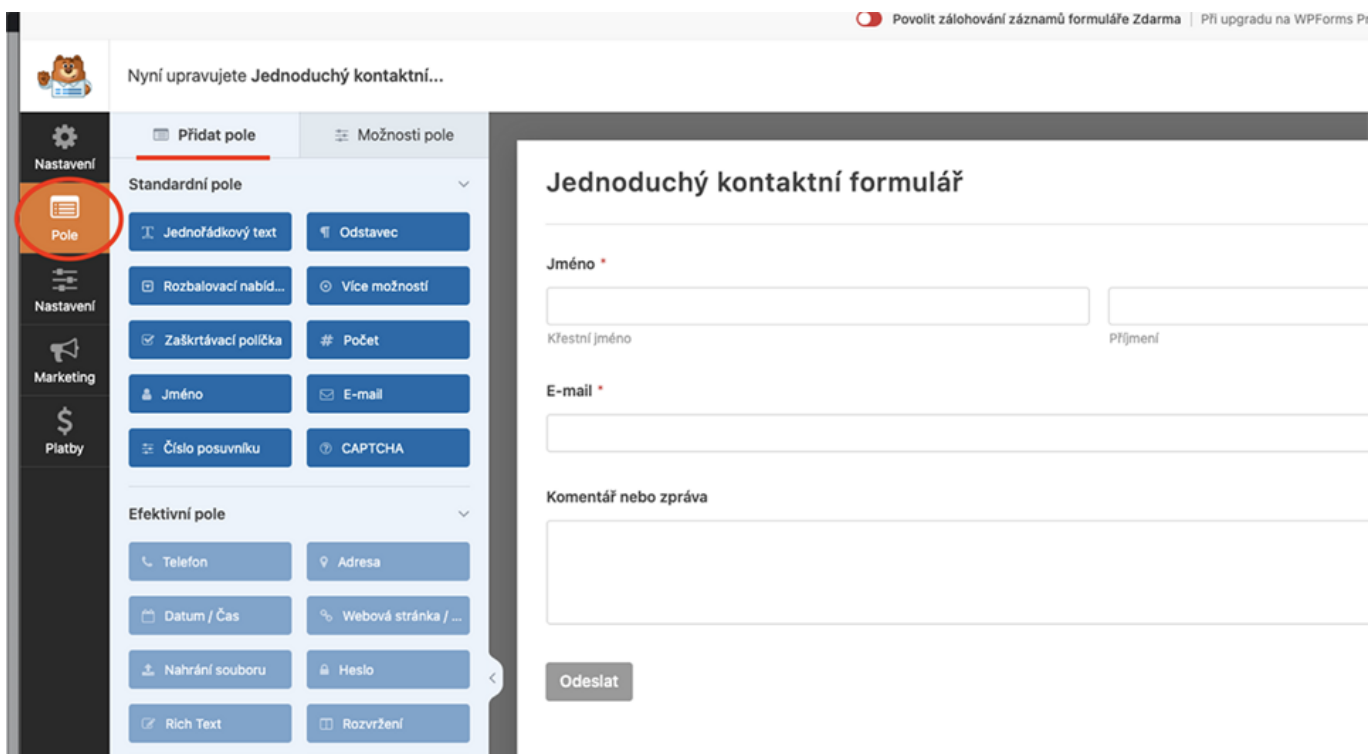 Povolit zálohování záznamů formuláře Zdarma | Při upgradu na WPForms
Nyní upravujete Jednoduchý kontaktní...
Nastavení
Pole
Nastavení
Marketing
Platby
Přidat pole
Možnosti pole
Standardní pole
Jednořádkový text
Odstavec
Rozbalovací nabíd...
Více možností
Zaškrtávací políčka
# Počet
Jméno
E-mail
Číslo posuvníku
CAPTCHA
Efektivní pole
Telefon
Adresa
Datum / Čas
Webová stránka / ...
Nahrání souboru
Heslo
Rich Text
Rozvržení
Jednoduchý kontaktní formulář
Jméno *
Křestní jméno
Příjmení
E-mail *
Komentář nebo zpráva
Odeslat